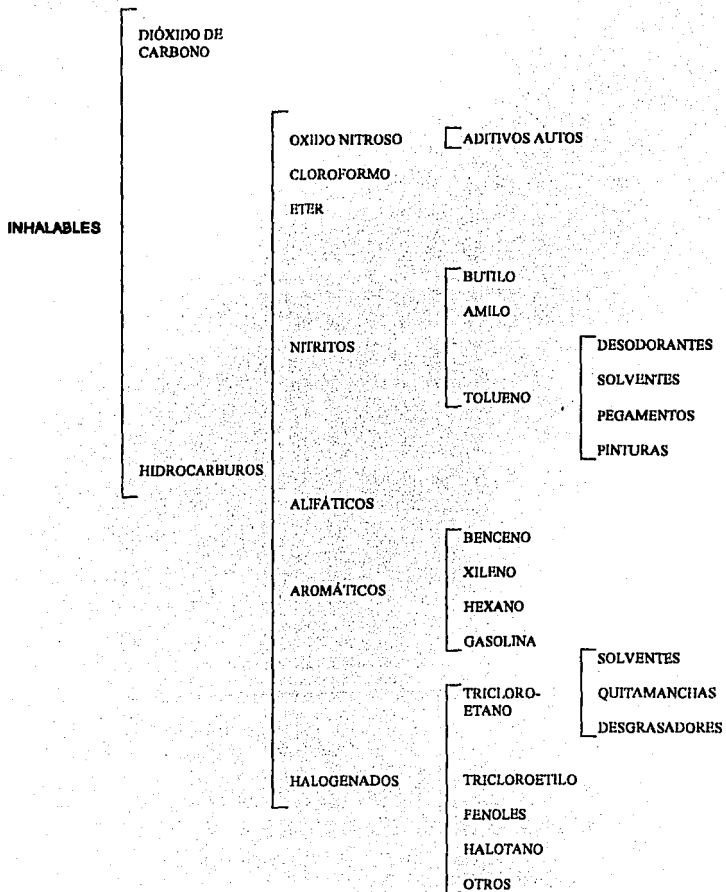 DIÓXIDO DE
CARBONO
OXIDO NITROSO
ADITIVOS AUTOS
CLOROFORMO
ETER
INHALABLES
BUTILO
AMILO
NITRITOS
DESODORANTES
SOLVENTES
TOLUENO
PEGAMENTOS
PINTURAS
HIDROCARBUROS
ALIFÁTICOS
BENCENO
XILENO
AROMÁTICOS
HEXANO
GASOLINA
SOLVENTES
TRICLORO-
ETANO
QUITAMANCHAS
DESGRASADORES
HALOGENADOS
TRICLOROETILO
FENOLES
HALOTANO
OTROS